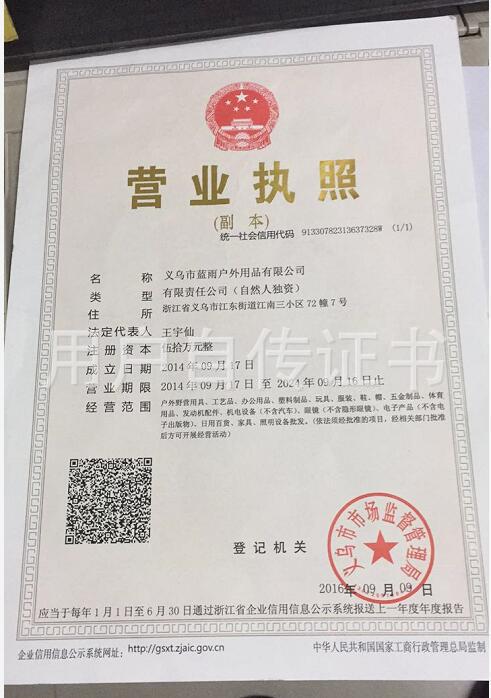 营业执照
(副 本)
统一社会信用代码 91330782313637328W (1/1)
名 称 义乌市蓝雨户外用品有限公司
类 型 有限责任公司（自然人独资）
住 所 浙江省义乌市江东街道江南三小区72幢7号
法定代表人 王宇仙
注册资本 伍拾万元整
成立日期 2014年09月17日
营业期限 2014年09月17日 至 2024年09月16日止
经营范围 户外野营用具、工艺品、办公用品、塑料制品、玩具、服装、鞋、帽、五金制品、体育
用品、发动机配件、机电设备（不含汽车）、眼镜（不含隐形眼镜）、电子产品（不含电
子出版物）、日用百货、家具、照明设备批发。（依法须经批准的项目，经相关部门批准
后方可开展经营活动）
用户自传证书
登记机关
义乌市市场监督管理局
2016年 09月 09日
应当于每年1月1日至6月30日通过浙江省企业信用信息公示系统报送上一年度年度报告
企业信用信息公示系统网址: http://gsxt.zjaic.gov.cn
中华人民共和国国家工商行政管理总局监制